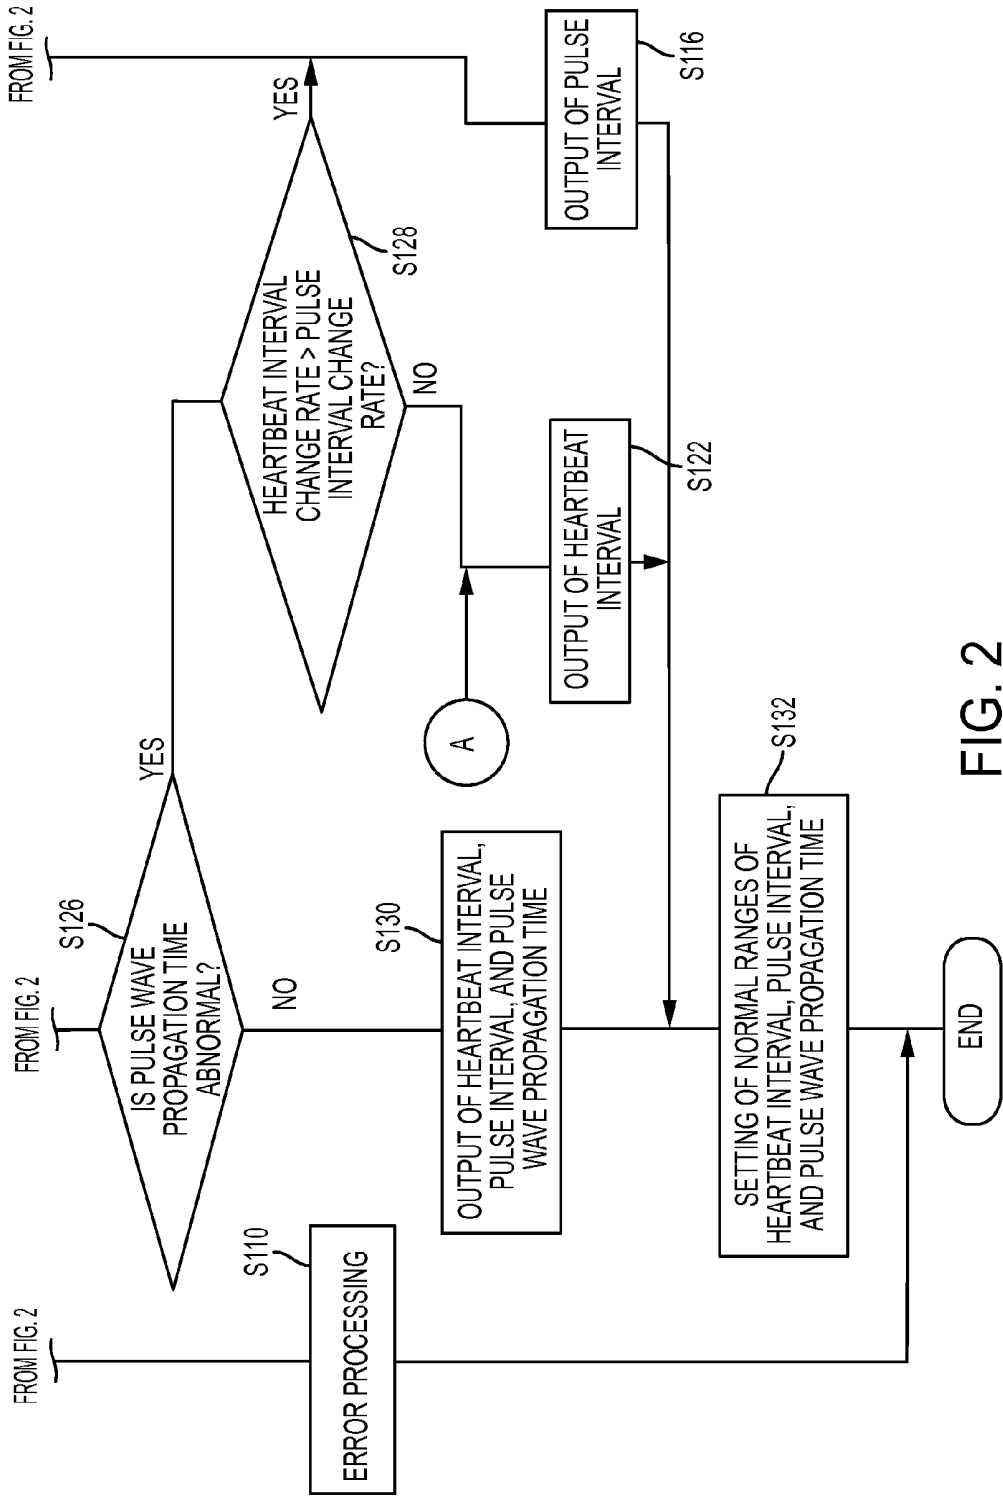 FROM FIG. 2
FROM FIG. 2
FROM FIG. 2
S126
IS PULSE WAVE
PROPAGATION TIME
ABNORMAL?
YES
NO
HEARTBEAT INTERVAL
CHANGE RATE > PULSE
INTERVAL CHANGE
RATE?
YES
S128
NO
S110
ERROR PROCESSING
S130
OUTPUT OF HEARTBEAT INTERVAL,
PULSE INTERVAL, AND PULSE
WAVE PROPAGATION TIME
A
OUTPUT OF HEARTBEAT
INTERVAL
S122
OUTPUT OF PULSE
INTERVAL
S116
S132
SETTING OF NORMAL RANGES OF
HEARTBEAT INTERVAL, PULSE INTERVAL,
AND PULSE WAVE PROPAGATION TIME
END
FIG. 2